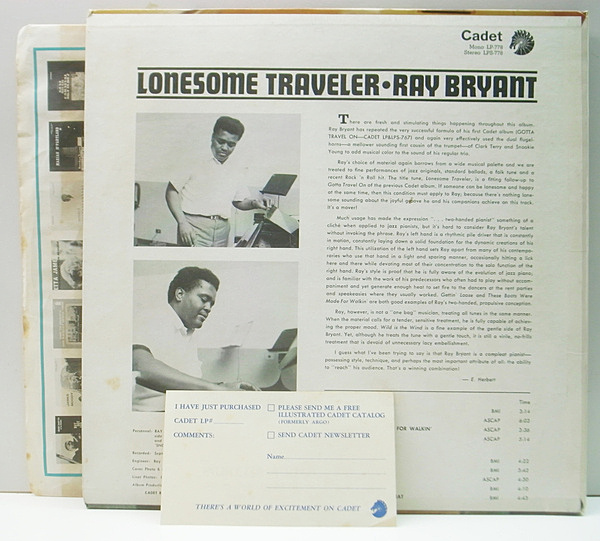 Cadet
Mono LP-778
Stereo LPS-778
LONESOME TRAVELER•RAY BRYANT
There are fresh and stimulating things happening throughout this album.
Ray Bryant has repeated the very successful formula of his first Cadet album (GOTTA
TRAVEL ON—CADET LP&LPS-767) and again very effectively used the dual flugel-
horns—a mellower sounding first cousin of the trumpet—of Clark Terry and Snookie
Young to add musical color to the sound of his regular trio.
Ray's choice of material again borrows from a wide musical palette and we are
treated to fine performances of jazz originals, standard ballads, a folk tune and a
recent Rock 'n Roll hit. The title tune, Lonesome Traveler, is a fitting follow-up to
Gotta Travel On of the previous Cadet album. If someone can be lonesome and happy
at the same time, then this condition must apply to Ray; because there's nothing lone-
some sounding about the joyful groove he and his companions achieve on this track.
It's a mover!
Much usage has made the expression ". . . two-handed pianist" something of a
cliché when applied to jazz pianists, but it's hard to consider Ray Bryant's talent
without invoking the phrase. Ray's left hand is a rhythmic pile driver that is constantly
in motion, constantly laying down a solid foundation for the dynamic creations of his
right hand. This utilization of the left hand sets Ray apart from many of his contempo-
raries who use that hand in a light and sparing manner, occasionally hitting a lick
here and there while devoting most of their concentration to the solo function of the
right hand. Ray's style is proof that he is fully aware of the evolution of jazz piano;
and is familiar with the work of his predecessors who often had to play without accom-
paniment and yet generate enough heat to set fire to the dancers at the rent parties
and speakeasies where they usually worked. Gettin' Loose and These Boots Were
Made For Walkin' are both good examples of Ray's two-handed, propulsive conception.
Ray, however, is not a "one bag" musician, treating all tunes in the same manner.
When the material calls for a tender, sensitive treatment, he is fully capable of achiev-
ing the proper mood. Wild is the Wind is a fine example of the gentle side of Ray
Bryant. Yet, although he treats the tune with a gentle touch, it is still a virile, no-frills
treatment that is devoid of unnecessary lacy embellishment.
I guess what I've been trying to say is that Ray Bryant is a compleat pianist—
possessing style, technique and perhaps the most important attribute of all: the ability
to "reach" his audience. That's a winning combination!
— E. Herbert
Time
BMI
ASCAP
FOR WALKIN'
ASCAP
ASCAP
BMI
BMI
ASCAP
BMI
BMI
I HAVE JUST PURCHASED
CADET LP#
COMMENTS:
PLEASE SEND ME A FREE
ILLUSTRATED CADET CATALOG
(FORMERLY ARGO)
SEND CADET NEWSLETTER
Name
THERE'S A WORLD OF EXCITEMENT ON CADET